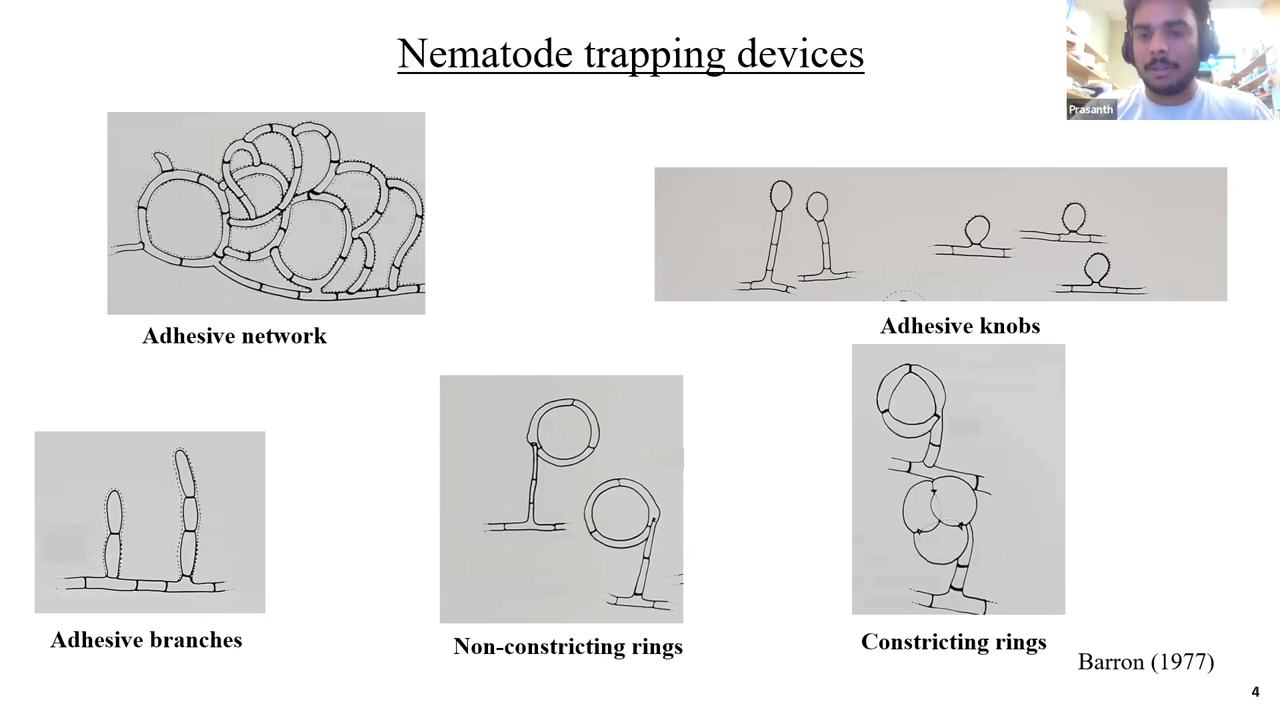 Nematode trapping devices
Prasanth
Adhesive network
Adhesive knobs
Adhesive branches
Non-constricting rings
Constricting rings
Barron (1977)
4